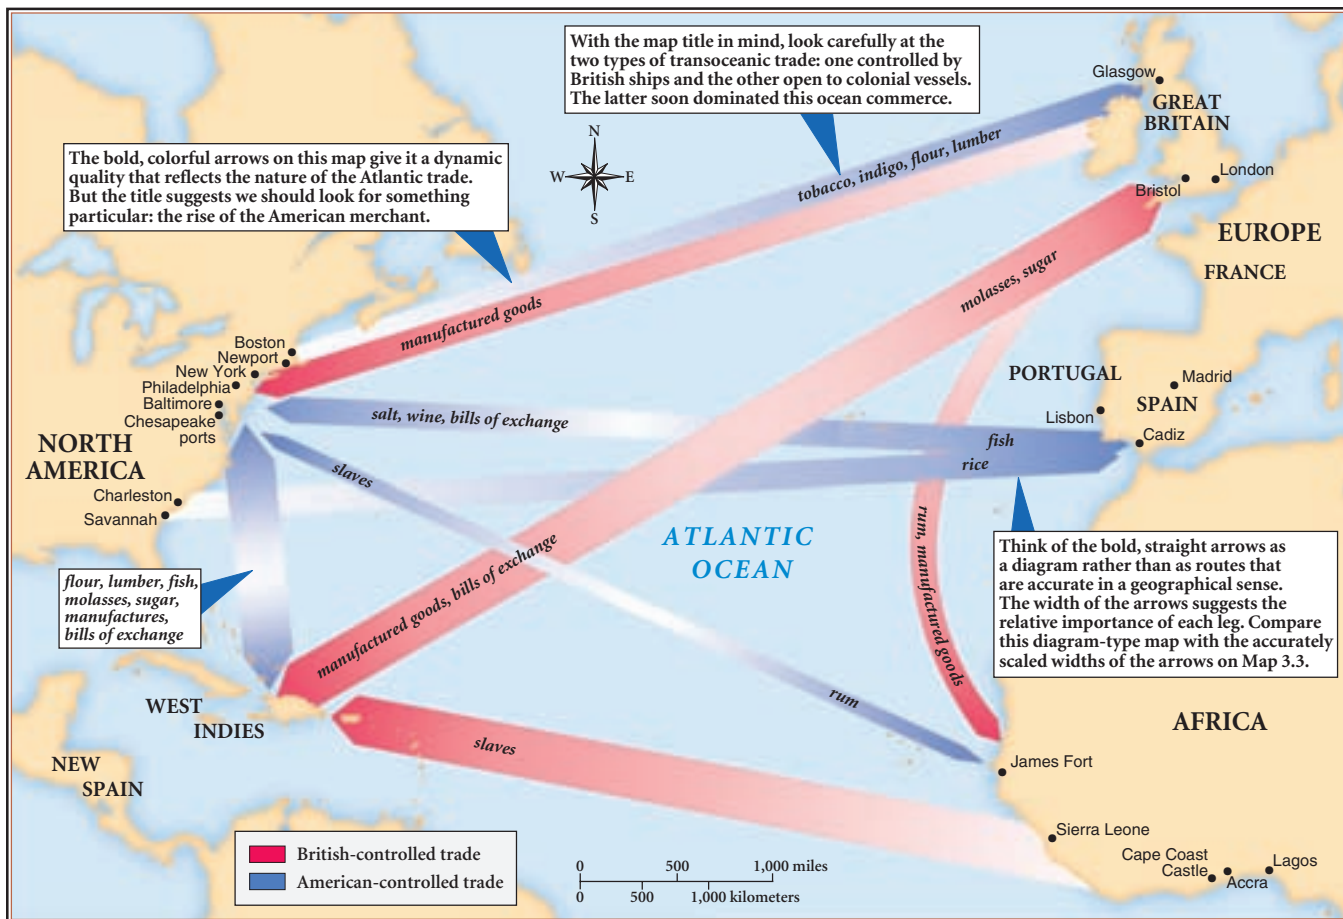 With the map title in mind, look carefully at the
two types of transoceanic trade: one controlled by
British ships and the other open to colonial vessels.
The latter soon dominated this ocean commerce.
The bold, colorful arrows on this map give it a dynamic
quality that reflects the nature of the Atlantic trade.
But the title suggests we should look for something
particular: the rise of the American merchant.
N
W
E
S
Glasgow
GREAT
BRITAIN
London
Bristol
EUROPE
FRANCE
tobacco, indigo, flour, lumber
manufactured goods
molasses, sugar
Boston
Newport
New York
Philadelphia
Baltimore
Chesapeake
ports
NORTH
AMERICA
Charleston
Savannah
PORTUGAL
Madrid
SPAIN
Lisbon
Cadiz
salt, wine, bills of exchange
fish
rice
slaves
rum
ATLANTIC
OCEAN
rum, manufactured goods
manufactured goods, bills of exchange
flour, lumber, fish,
molasses, sugar,
manufactures,
bills of exchange
Think of the bold, straight arrows as
a diagram rather than as routes that
are accurate in a geographical sense.
The width of the arrows suggests the
relative importance of each leg. Compare
this diagram-type map with the accurately
scaled widths of the arrows on Map 3.3.
WEST
INDIES
slaves
NEW
SPAIN
AFRICA
James Fort
Sierra Leone
Cape Coast
Castle
Accra
Lagos
British-controlled trade
American-controlled trade
0 500 1,000 miles
0 500 1,000 kilometers